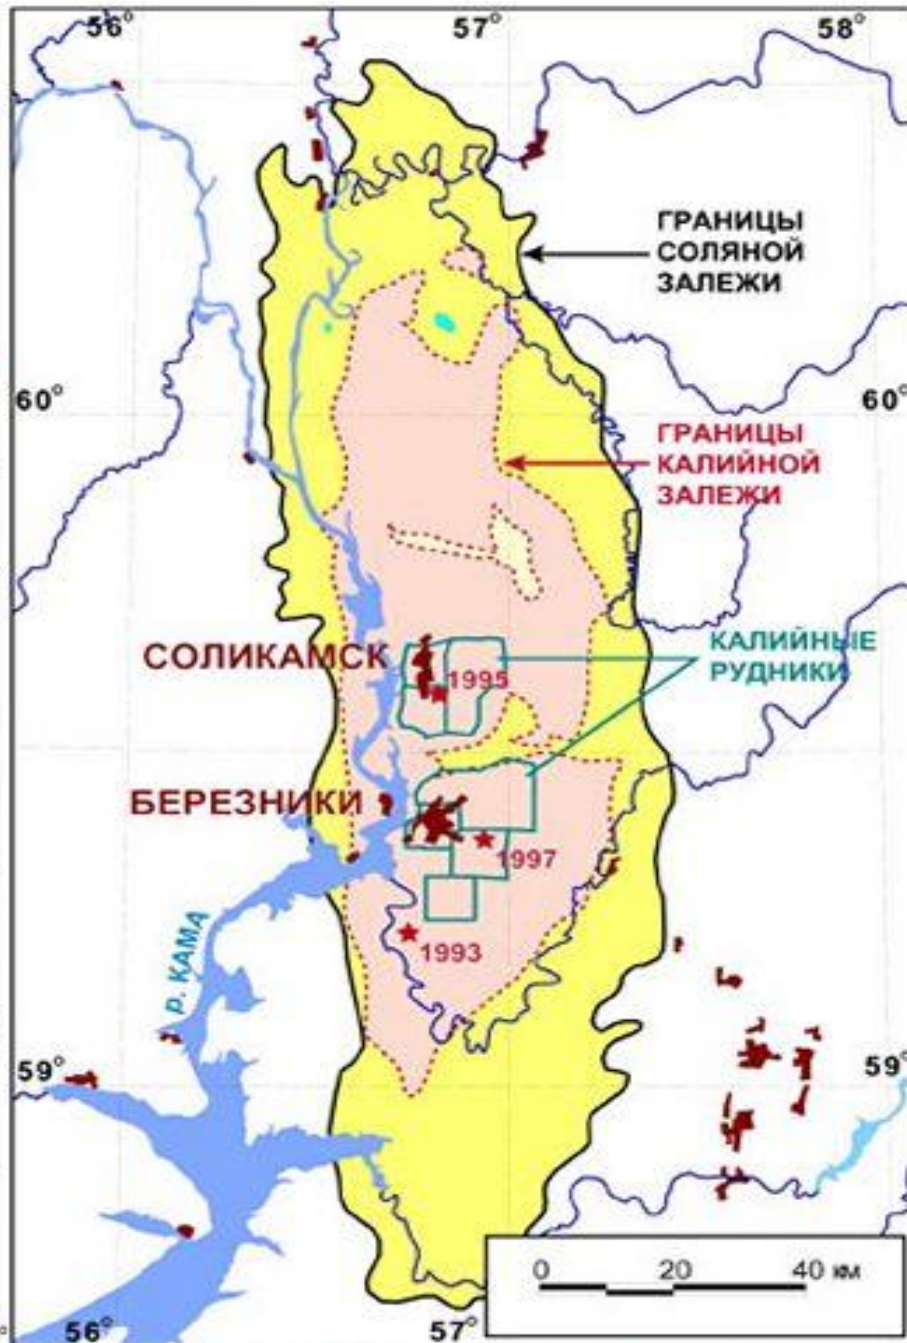 56°
57°
58°
ГРАНИЦЫ
СОЛЯНОЙ
ЗАЛЕЖИ
60°
60°
ГРАНИЦЫ
КАЛИЙНОЙ
ЗАЛЕЖИ
СОЛИКАМСК
КАЛИЙНЫЕ
РУДНИКИ
1995
БЕРЕЗНИКИ
1997
р. КАМА
1993
59°
59°
0 20 40 км
56°
57°